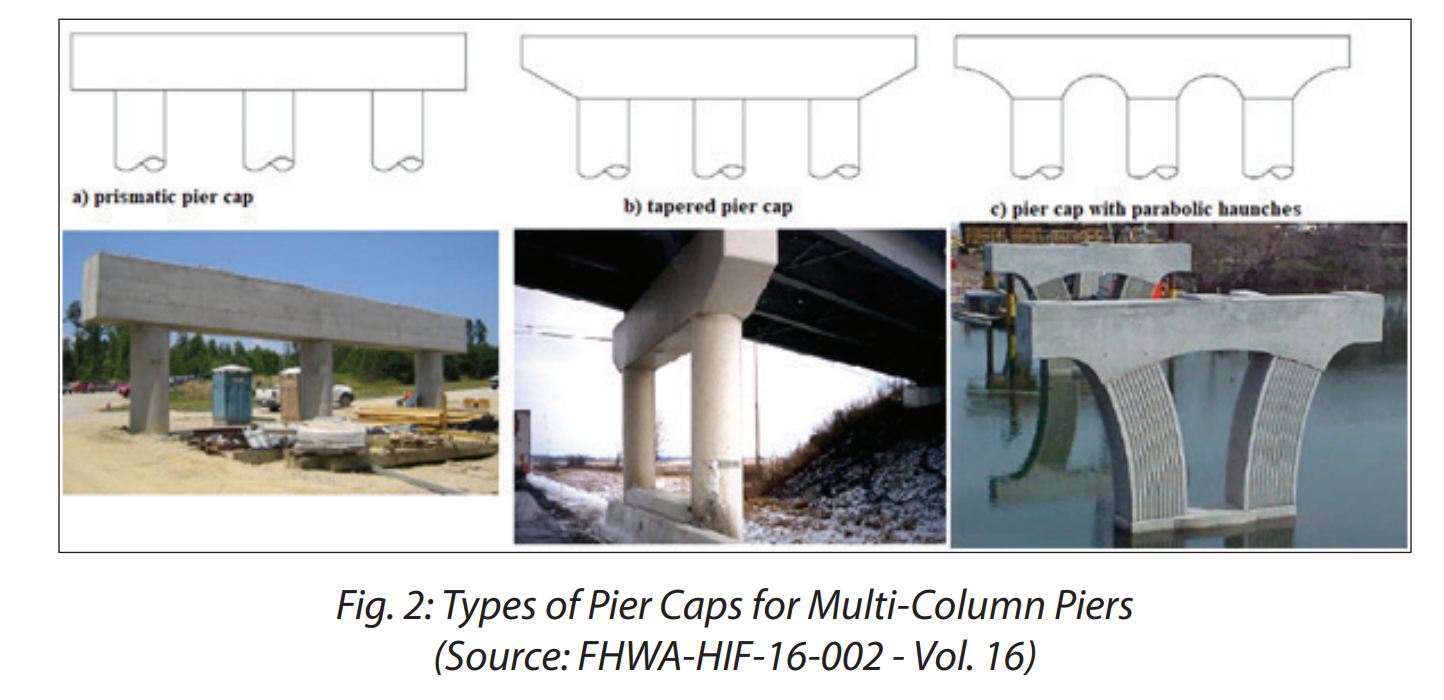 a) prismatic pier cap
b) tapered pier cap
c) pier cap with parabolic haunches
Fig. 2: Types of Pier Caps for Multi-Column Piers
(Source: FHWA-HIF-16-002 - Vol. 16)